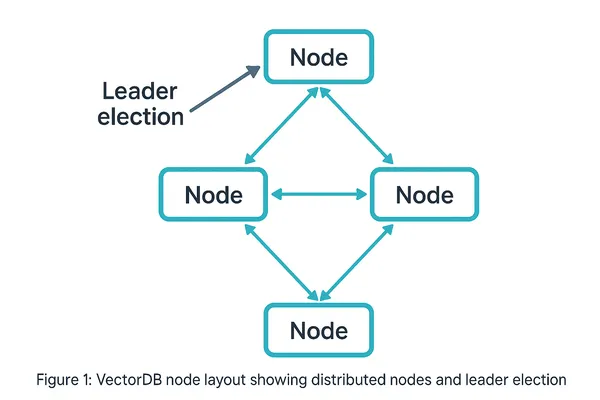 Node
Leader
election
Node
Node
Node
Figure 1: VectorDB node layout showing distributed nodes and leader election